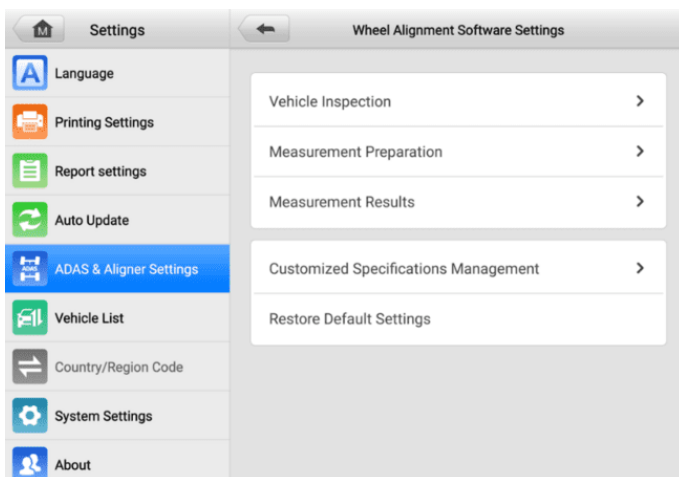 M
Settings
Wheel Alignment Software Settings
A
Language
Printing Settings
Report settings
Auto Update
ADAS
ADAS & Aligner Settings
Vehicle List
Country/Region Code
System Settings
About
Vehicle Inspection
Measurement Preparation
Measurement Results
Customized Specifications Management
Restore Default Settings